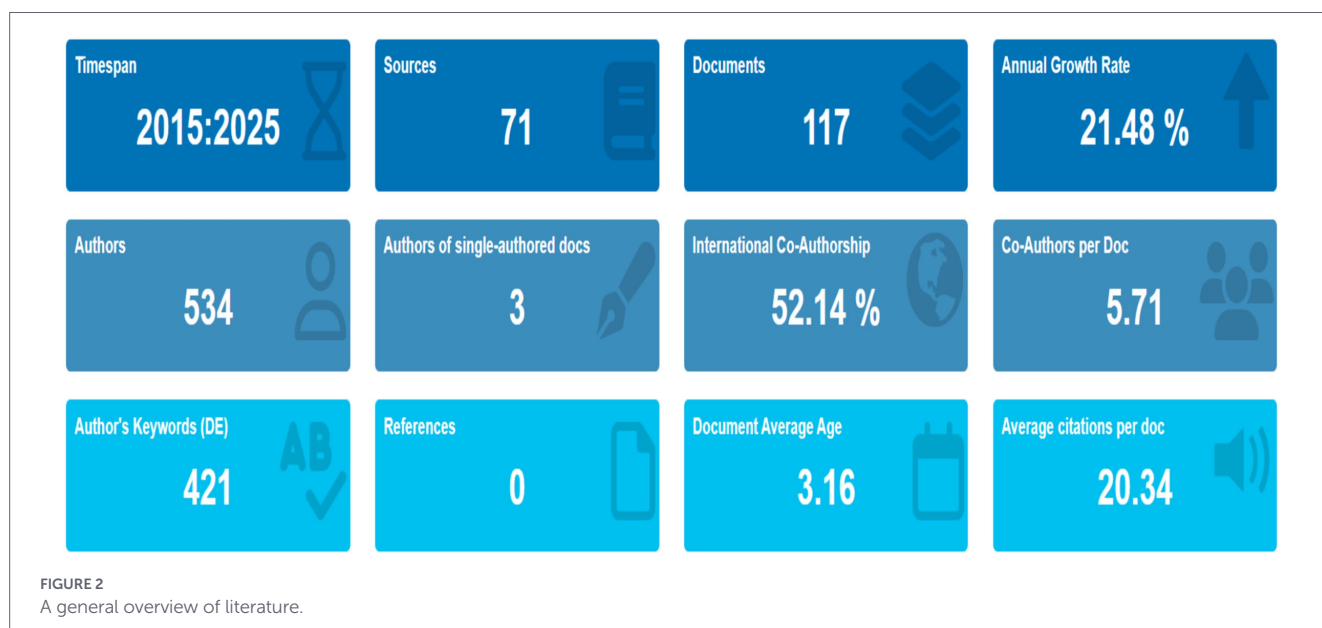 Timespan
2015:2025
Sources
71
Documents
117
Annual Growth Rate
21.48 %
Authors
534
Authors of single-authored docs
3
International Co-Authorship
52.14 %
Co-Authors per Doc
5.71
Author's Keywords (DE)
421
AB
References
0
Document Average Age
3.16
Average citations per doc
20.34
FIGURE 2
A general overview of literature.